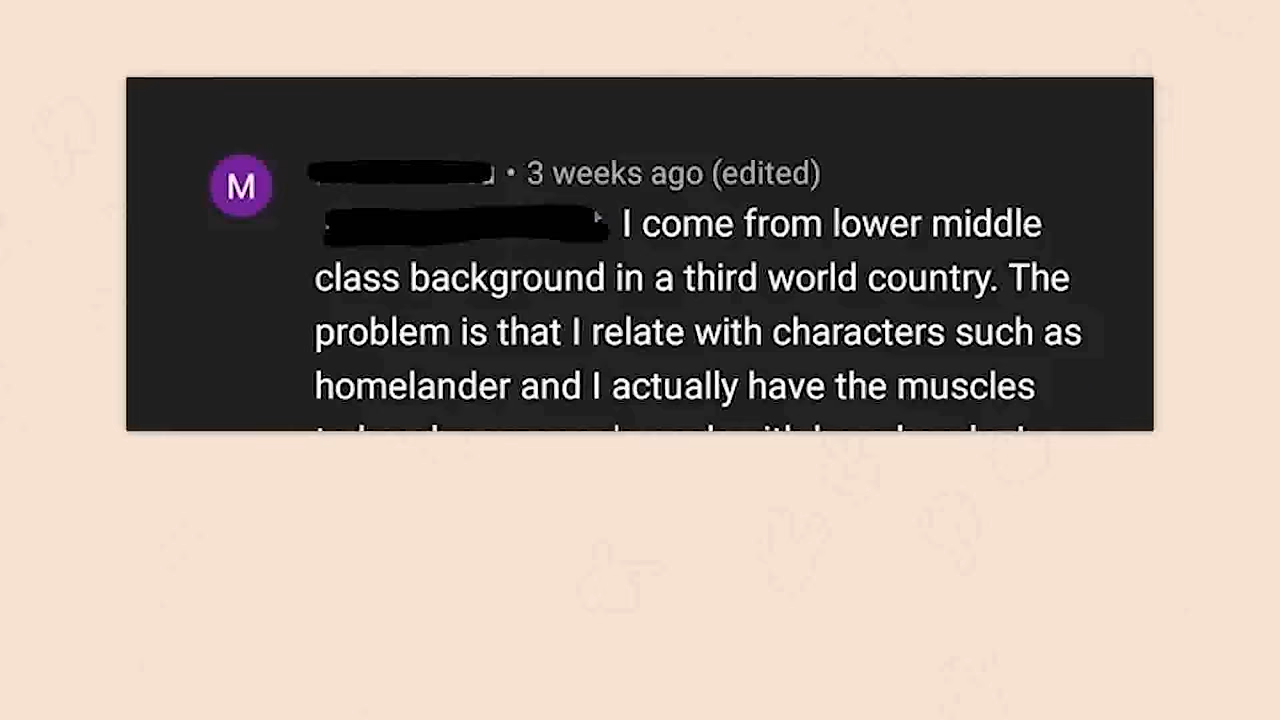 M
• 3 weeks ago (edited)
I come from lower middle
class background in a third world country. The
problem is that I relate with characters such as
homelander and I actually have the muscles